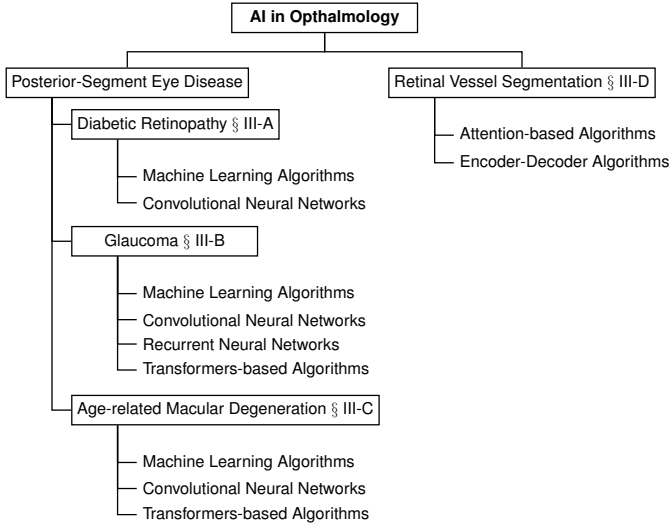 AI in Opthalmology
Posterior-Segment Eye Disease
Retinal Vessel Segmentation § III-D
Diabetic Retinopathy § III-A
Attention-based Algorithms
Encoder-Decoder Algorithms
Machine Learning Algorithms
Convolutional Neural Networks
Glaucoma § III-B
Machine Learning Algorithms
Convolutional Neural Networks
Recurrent Neural Networks
Transformers-based Algorithms
Age-related Macular Degeneration § III-C
Machine Learning Algorithms
Convolutional Neural Networks
Transformers-based Algorithms